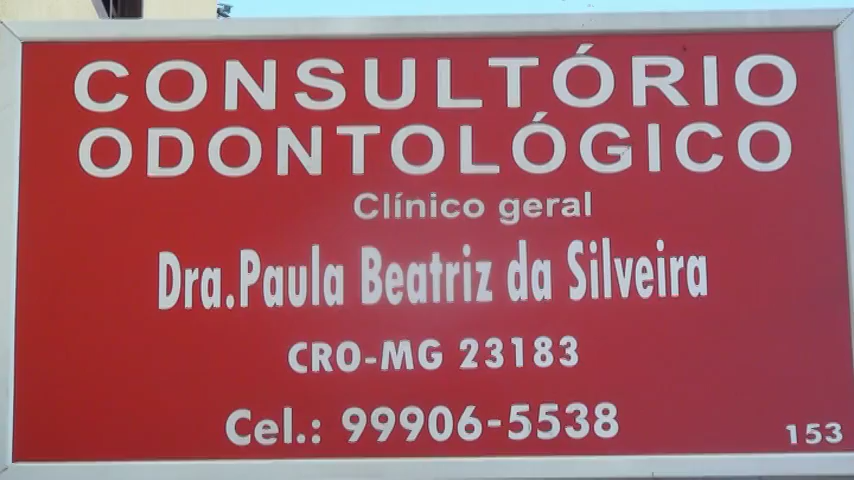 CONSULTÓRIO
ODONTOLÓGICO
Clínico geral
Dra.Paula Beatriz da Silveira
CRO-MG 23183
Cel.: 99906-5538
153